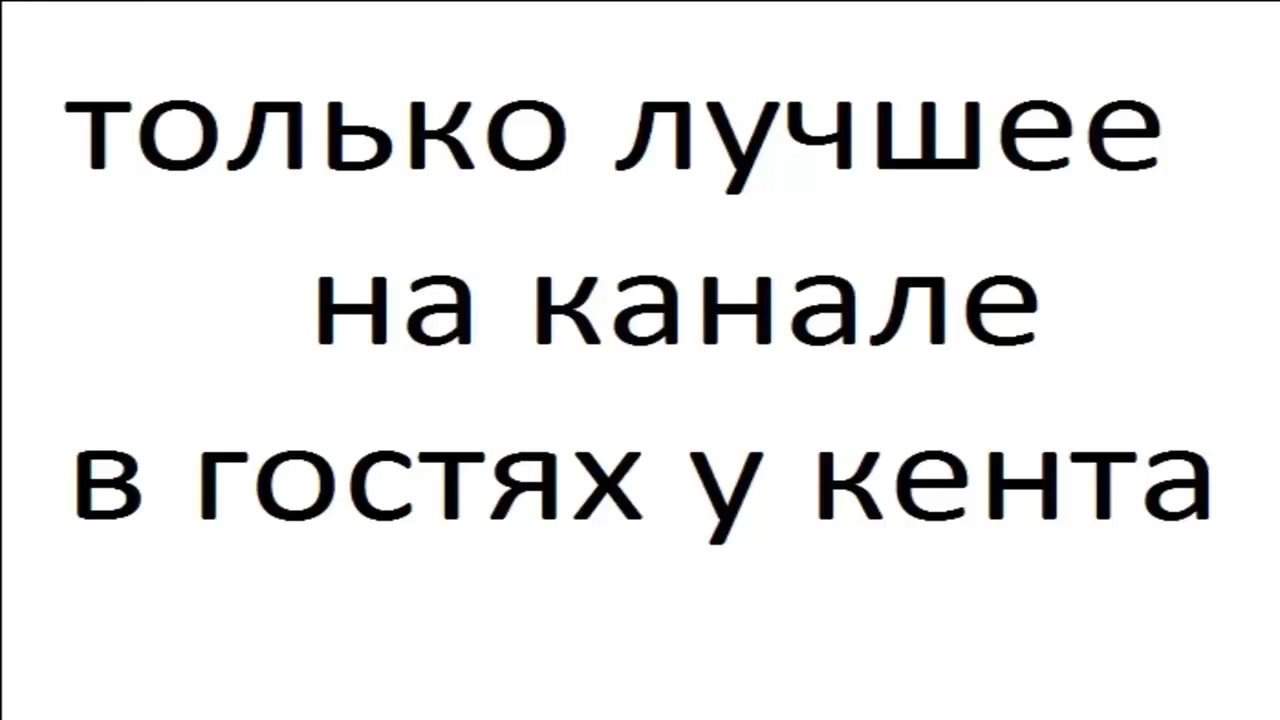 только лучшее
на канале
в гостях у кента